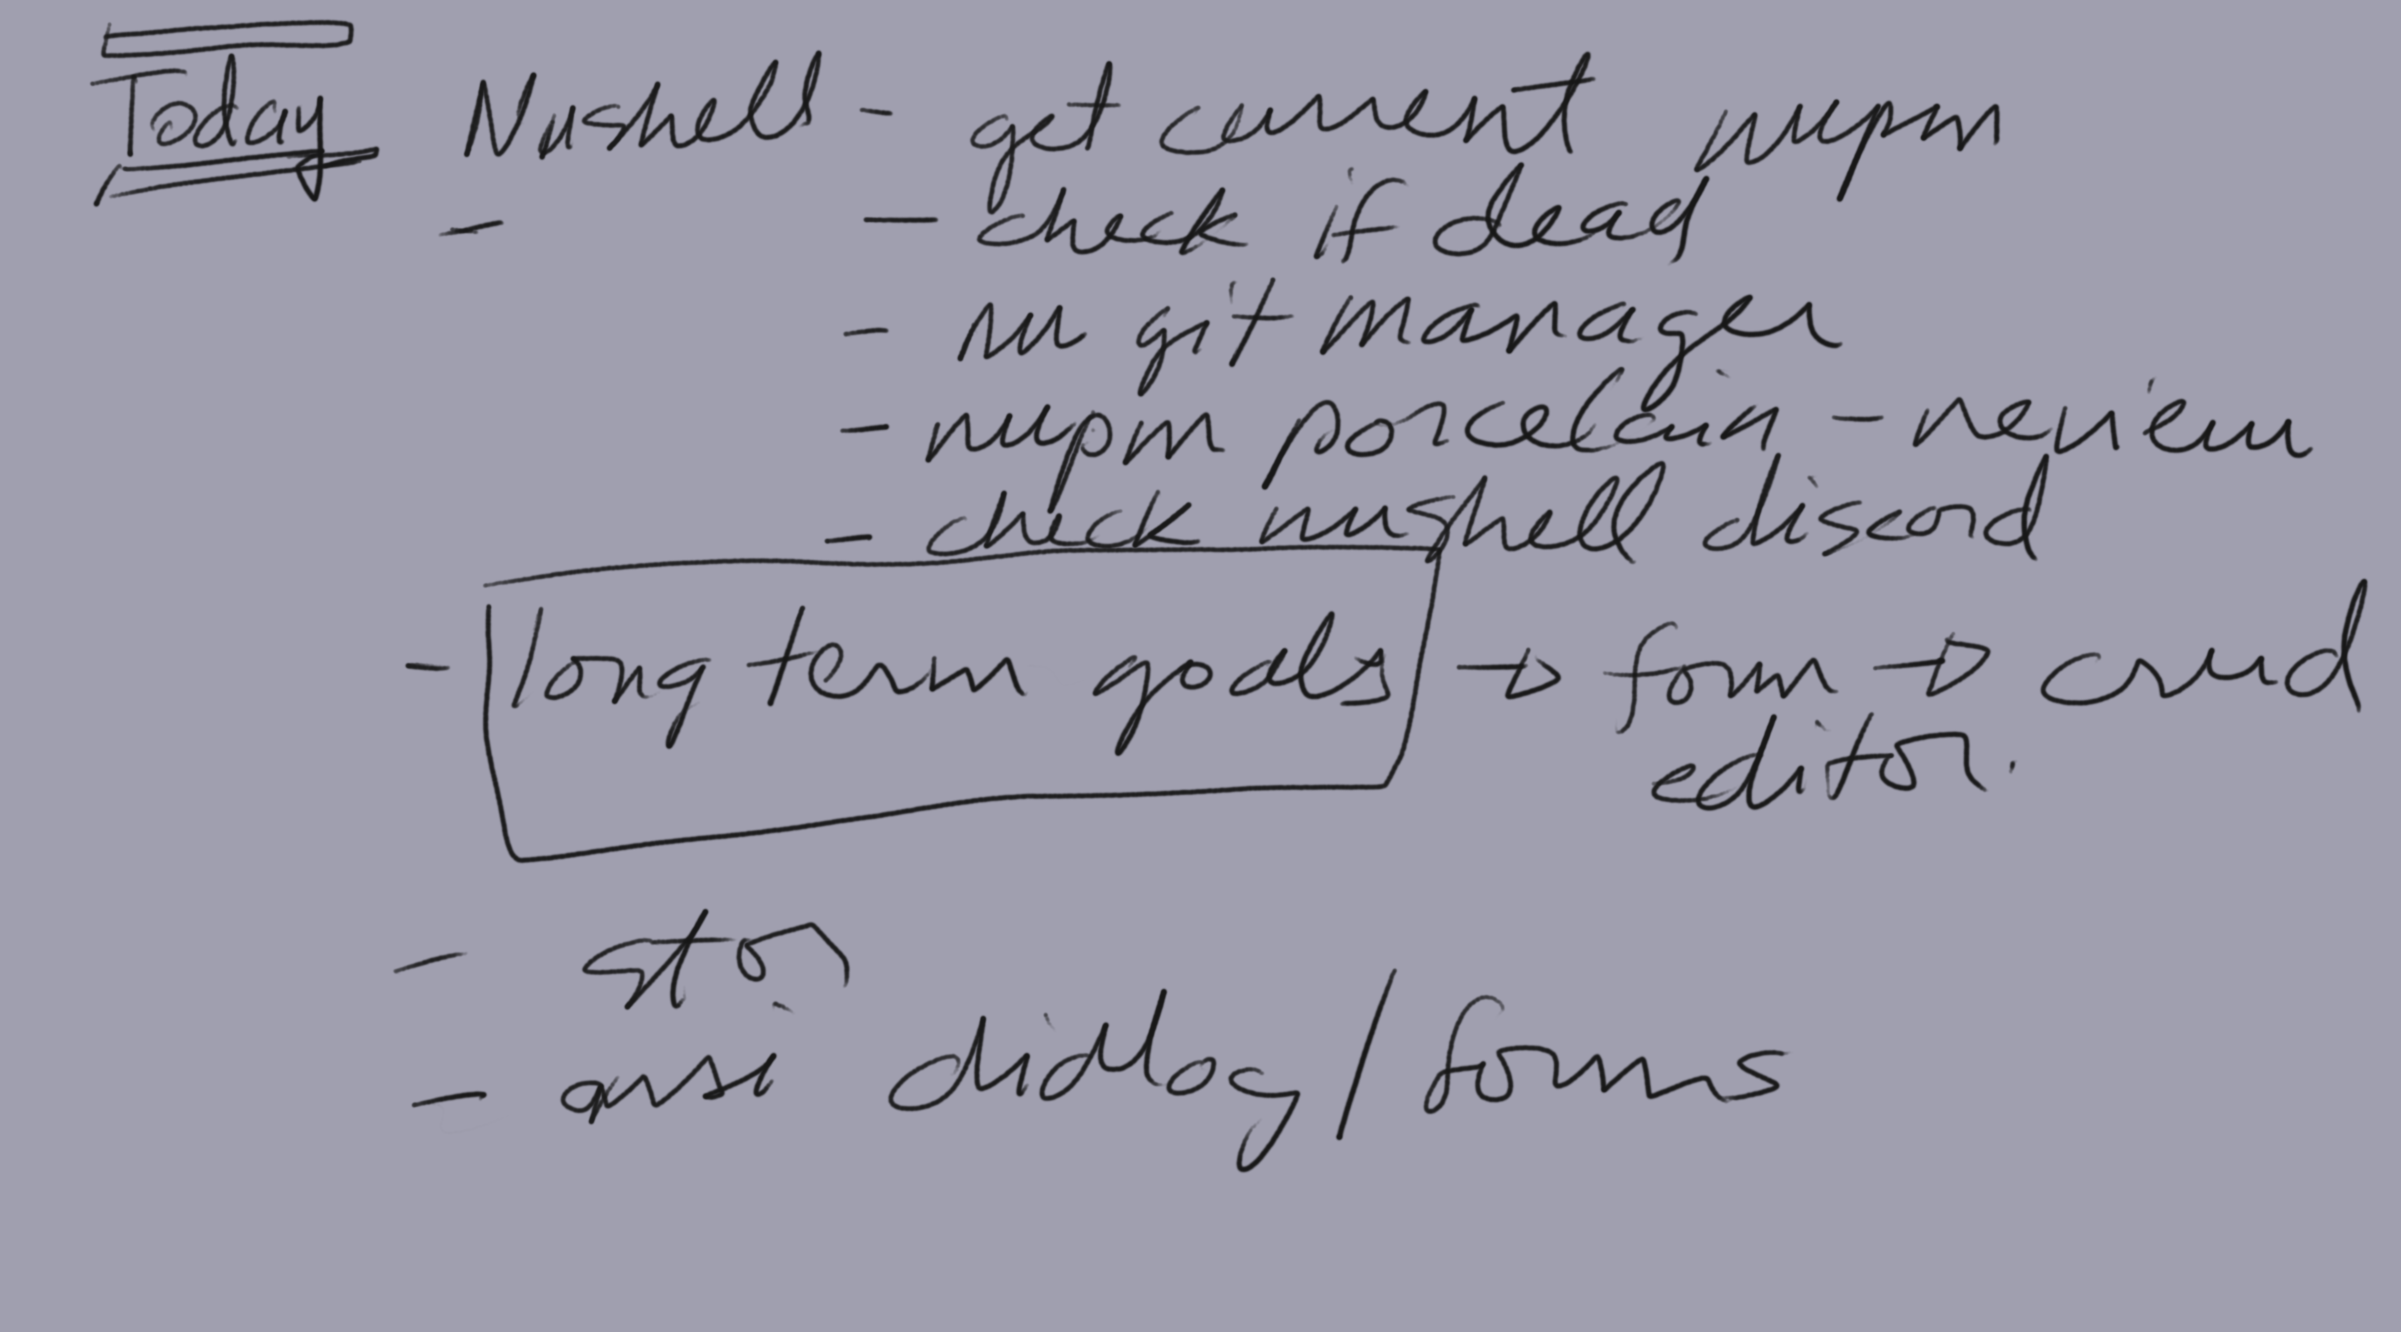 Today Nushell - get current nupm
- - check if dead
- nu git manager
- nupm porcelain - review
- check nushell discord
- long term goals → form → crud
editor.
- stor
- ansi dialog/forms